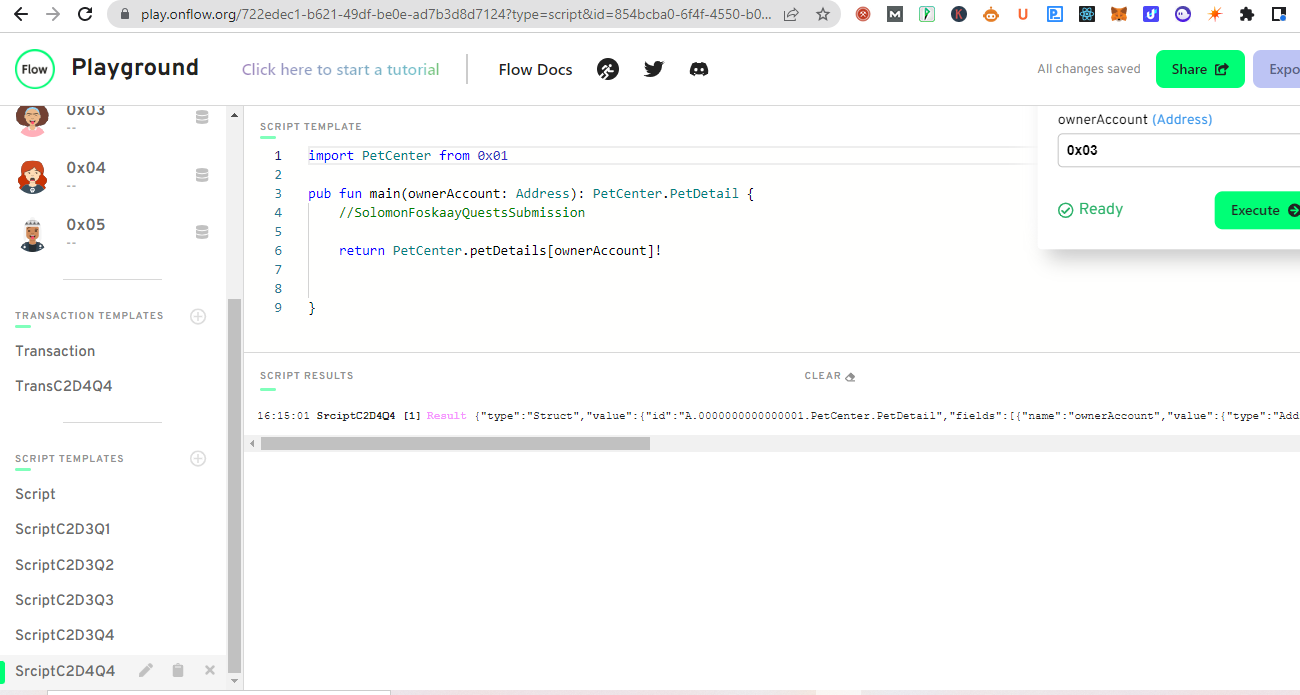 play.onflow.org/722edec1-b621-49df-be0e-ad7b3d8d7124?type=script&id=854bcba0-6f4f-4550-b0...
Flow
Playground
Click here to start a tutorial
Flow Docs
All changes saved
Share
Expo
0x03
--
0x04
--
0x05
--
TRANSACTION TEMPLATES
Transaction
TransC2D4Q4
SCRIPT TEMPLATES
Script
ScriptC2D3Q1
ScriptC2D3Q2
ScriptC2D3Q3
ScriptC2D3Q4
SrciptC2D4Q4
SCRIPT TEMPLATE
1 import PetCenter from 0x01
2
3 pub fun main(ownerAccount: Address): PetCenter.PetDetail {
4 //SolomonFoskaayQuestsSubmission
5
6 return PetCenter.petDetails[ownerAccount]!
7
8
9 }
ownerAccount (Address)
0x03
Ready
Execute
SCRIPT RESULTS
CLEAR
16:15:01 SrciptC2D4Q4 [1] Result {"type":"Struct","value":{"id":"A.0000000000000001.PetCenter.PetDetail","fields":[{"name":"ownerAccount","value":{"type":"Add